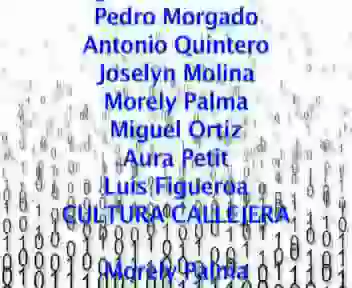 Pedro Morgado
Antonio Quintero
Joselyn Molina
Morely Palma
Miguel Ortiz
Aura Petit
Luis Figueroa
CULTURA CALLEJERA
Morely Palma